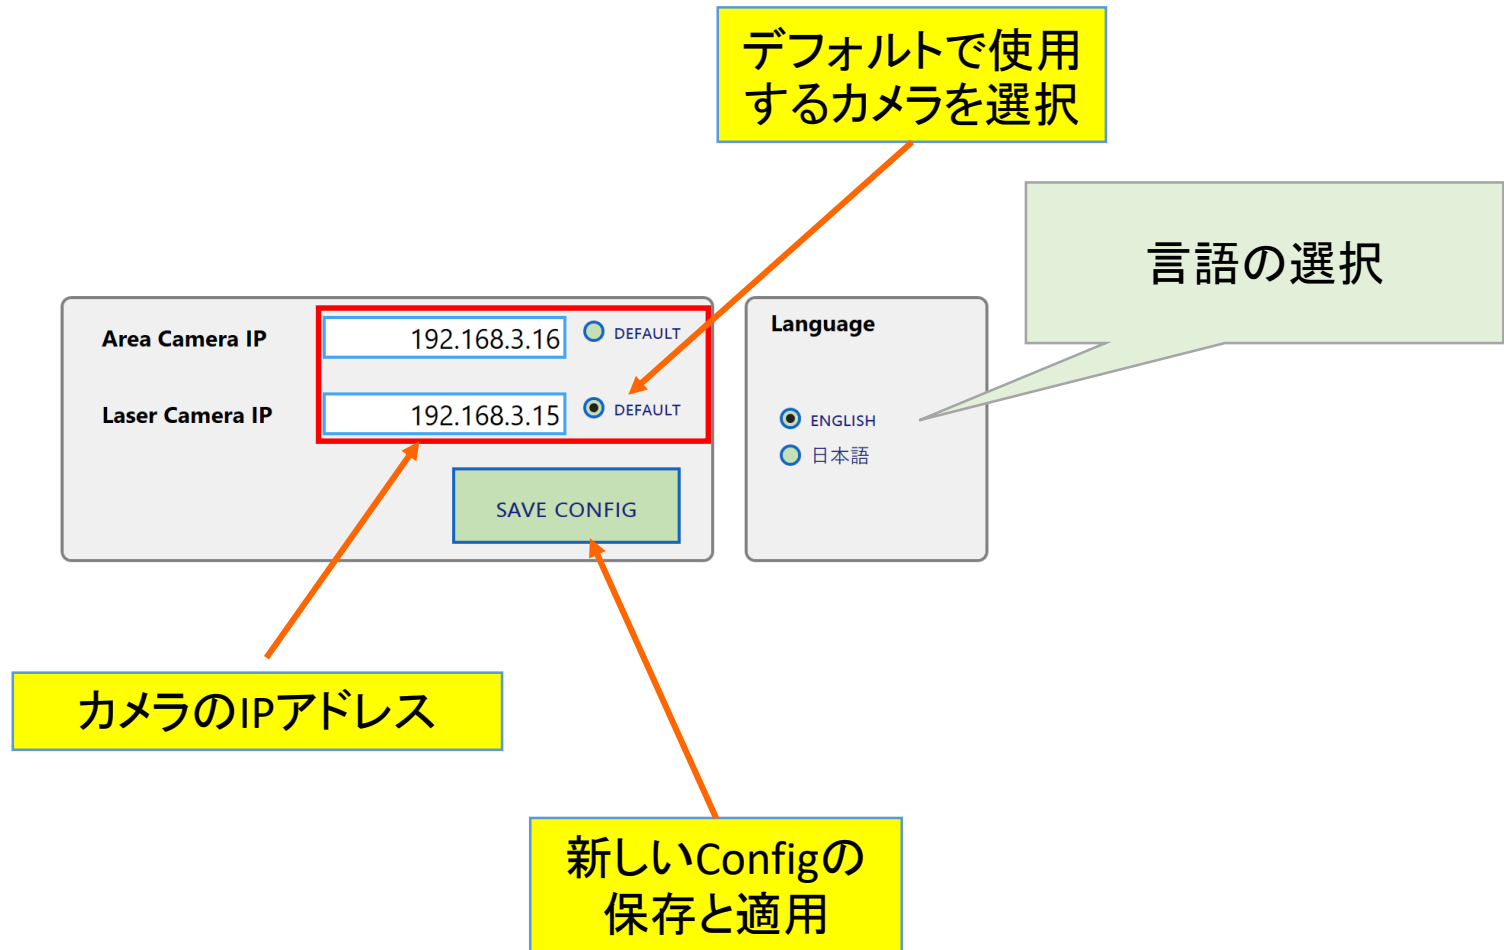 デフォルトで使用
するカメラを選択
言語の選択
Area Camera IP
192.168.3.16
DEFAULT
Laser Camera IP
192.168.3.15
DEFAULT
SAVE CONFIG
Language
ENGLISH
日本語
カメラのIPアドレス
新しいConfigの
保存と適用